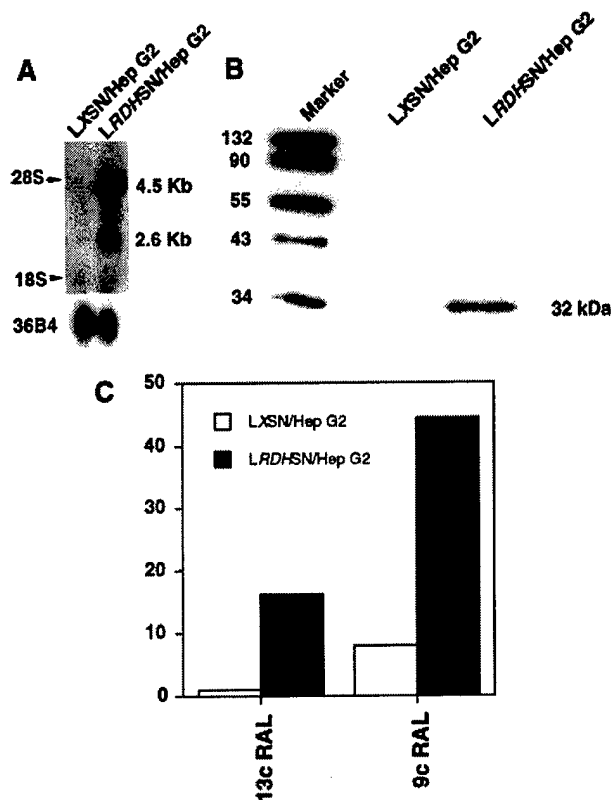 A
LXSN/Hep G2
LRDHSN/Hep G2
28S
4.5 Kb
2.6 Kb
18S
36B4
B
Marker
LXSN/Hep G2
LRDHSN/Hep G2
132
90
55
43
34
32 kDa
C
50
40
30
20
10
0
LXSN/Hep G2
LRDHSN/Hep G2
13c RAL
9c RAL